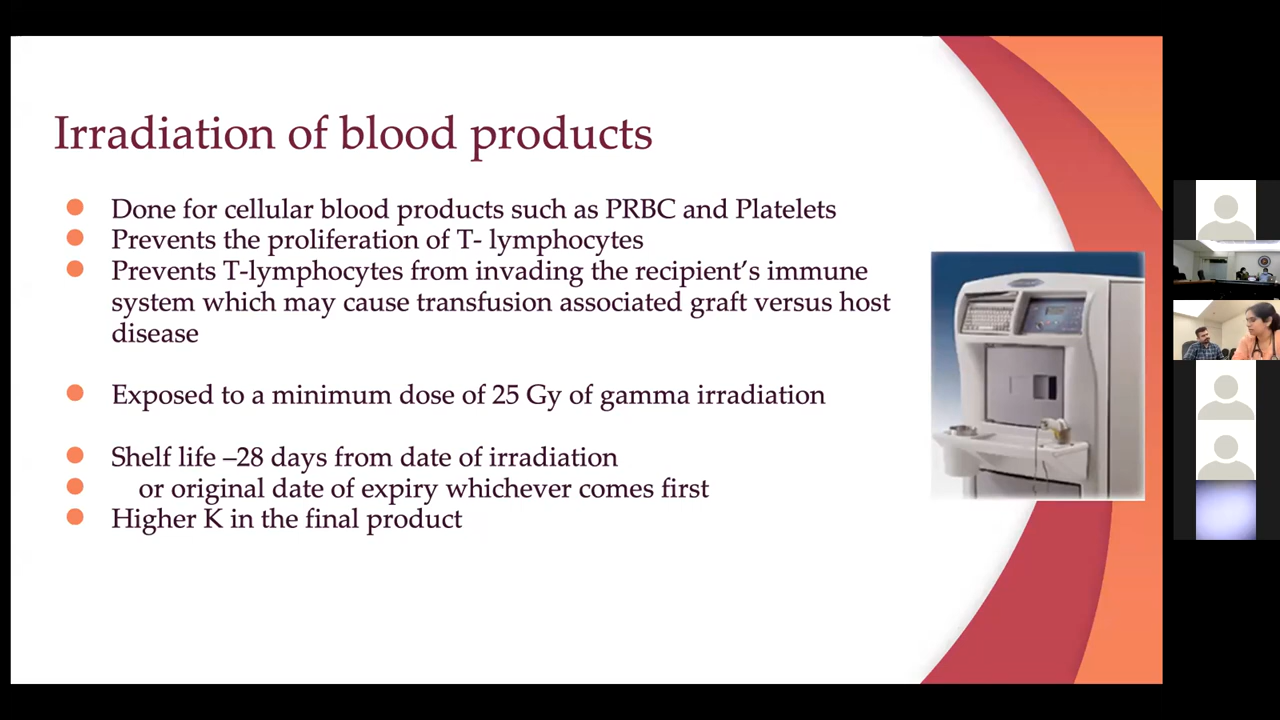 Irradiation of blood products
Done for cellular blood products such as PRBC and Platelets
Prevents the proliferation of T- lymphocytes
Prevents T-lymphocytes from invading the recipient's immune
system which may cause transfusion associated graft versus host
disease
Exposed to a minimum dose of 25 Gy of gamma irradiation
Shelf life –28 days from date of irradiation
or original date of expiry whichever comes first
Higher K in the final product